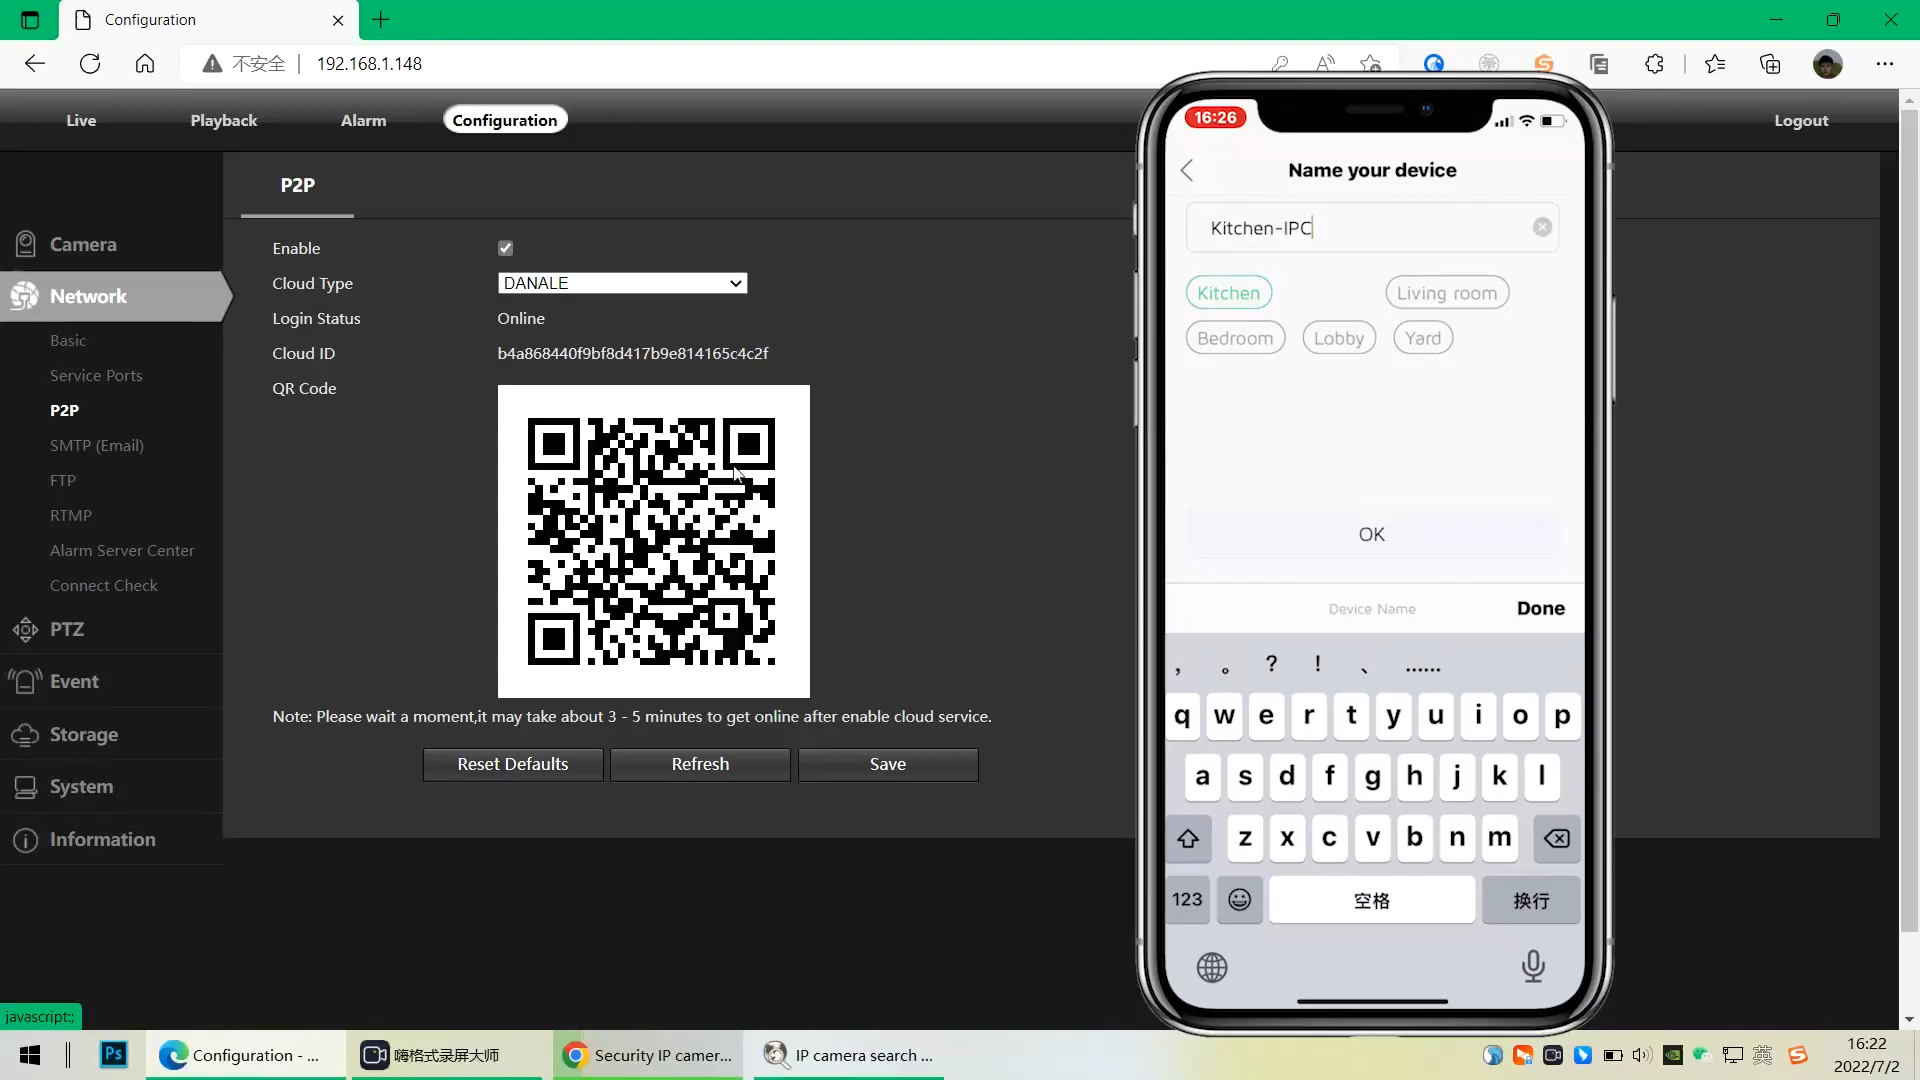 Configuration
不安全 192.168.1.148
Live Playback Alarm Configuration Logout
P2P
Camera
Network
Basic
Service Ports
P2P
SMTP (Email)
FTP
RTMP
Alarm Server Center
Connect Check
PTZ
Event
Storage
System
Information
Enable
Cloud Type DANALE
Login Status Online
Cloud ID b4a868440f9bf8d417b9e814165c4c2f
QR Code
Note: Please wait a moment,it may take about 3 - 5 minutes to get online after enable cloud service.
Reset Defaults Refresh Save
16:26
Name your device
Kitchen-IPC
Kitchen Living room
Bedroom Lobby Yard
OK
Device Name Done
, 。 ? ! 、 ......
q w e r t y u i o p
a s d f g h j k l
z x c v b n m
123 空格 换行
javascript:;
Ps Configuration - ... 嗨格式录屏大师 Security IP camer... IP camera search ... 英 16:22
2022/7/2